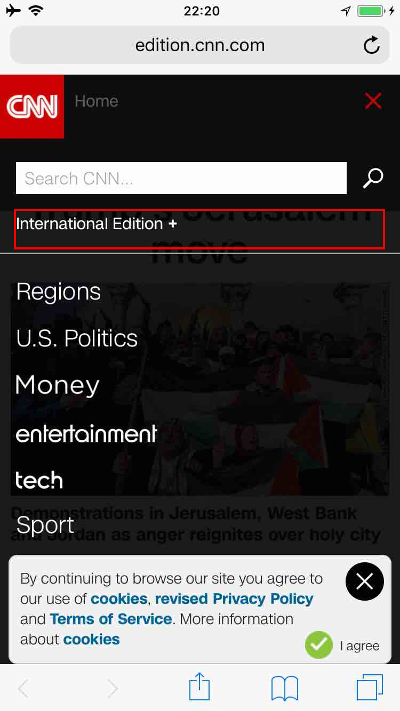 22:20
edition.cnn.com
CNN
Home
Search CNN...
Jerusalem
International Edition +
move
Regions
U.S. Politics
Money
entertainment
tech
Demonstrations in Jerusalem, West Bank
and Jordan as anger reignites over holy city
Sport
By continuing to browse our site you agree to
our use of cookies, revised Privacy Policy
and Terms of Service. More information
about cookies
I agree